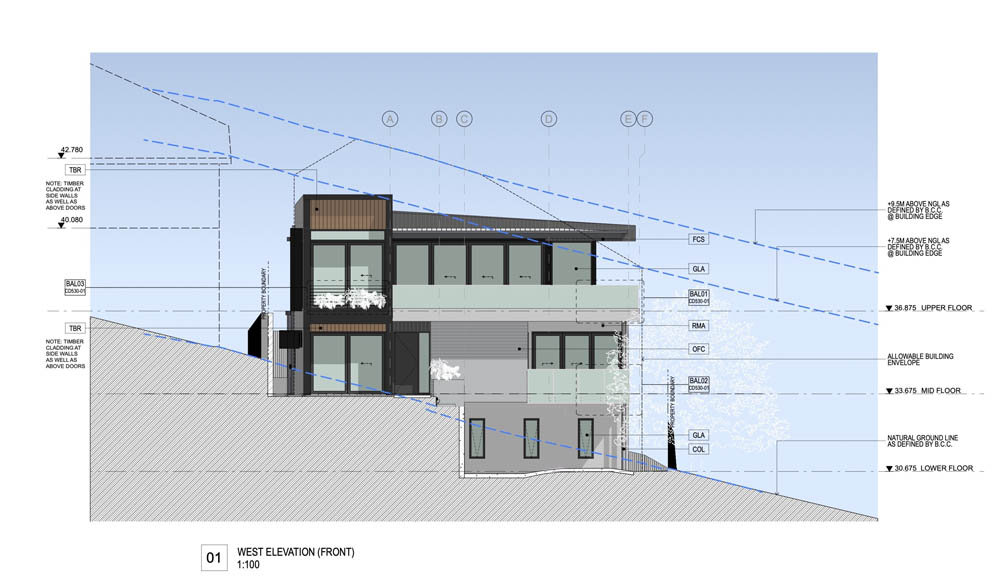 A
B
C
D
E
F
42.780
TBR
NOTE: TIMBER
CLADDING AT
SIDE WALLS
AS WELL AS
ABOVE DOORS
40.080
+9.5M ABOVE NGL AS
DEFINED BY B.C.C.
@ BUILDING EDGE
+7.5M ABOVE NGL AS
DEFINED BY B.C.C.
@ BUILDING EDGE
FCS
GLA
BAL03
CD530-01
PROPERTY BOUNDARY
BAL01
CD530-01
36.875 UPPER FLOOR
TBR
NOTE: TIMBER
CLADDING AT
SIDE WALLS
AS WELL AS
ABOVE DOORS
RMA
OFC
ALLOWABLE BUILDING
ENVELOPE
BAL02
CD530-01
PROPERTY BOUNDARY
33.675 MID FLOOR
GLA
COL
NATURAL GROUND LINE
AS DEFINED BY B.C.C.
30.675 LOWER FLOOR
01
WEST ELEVATION (FRONT)
1:100